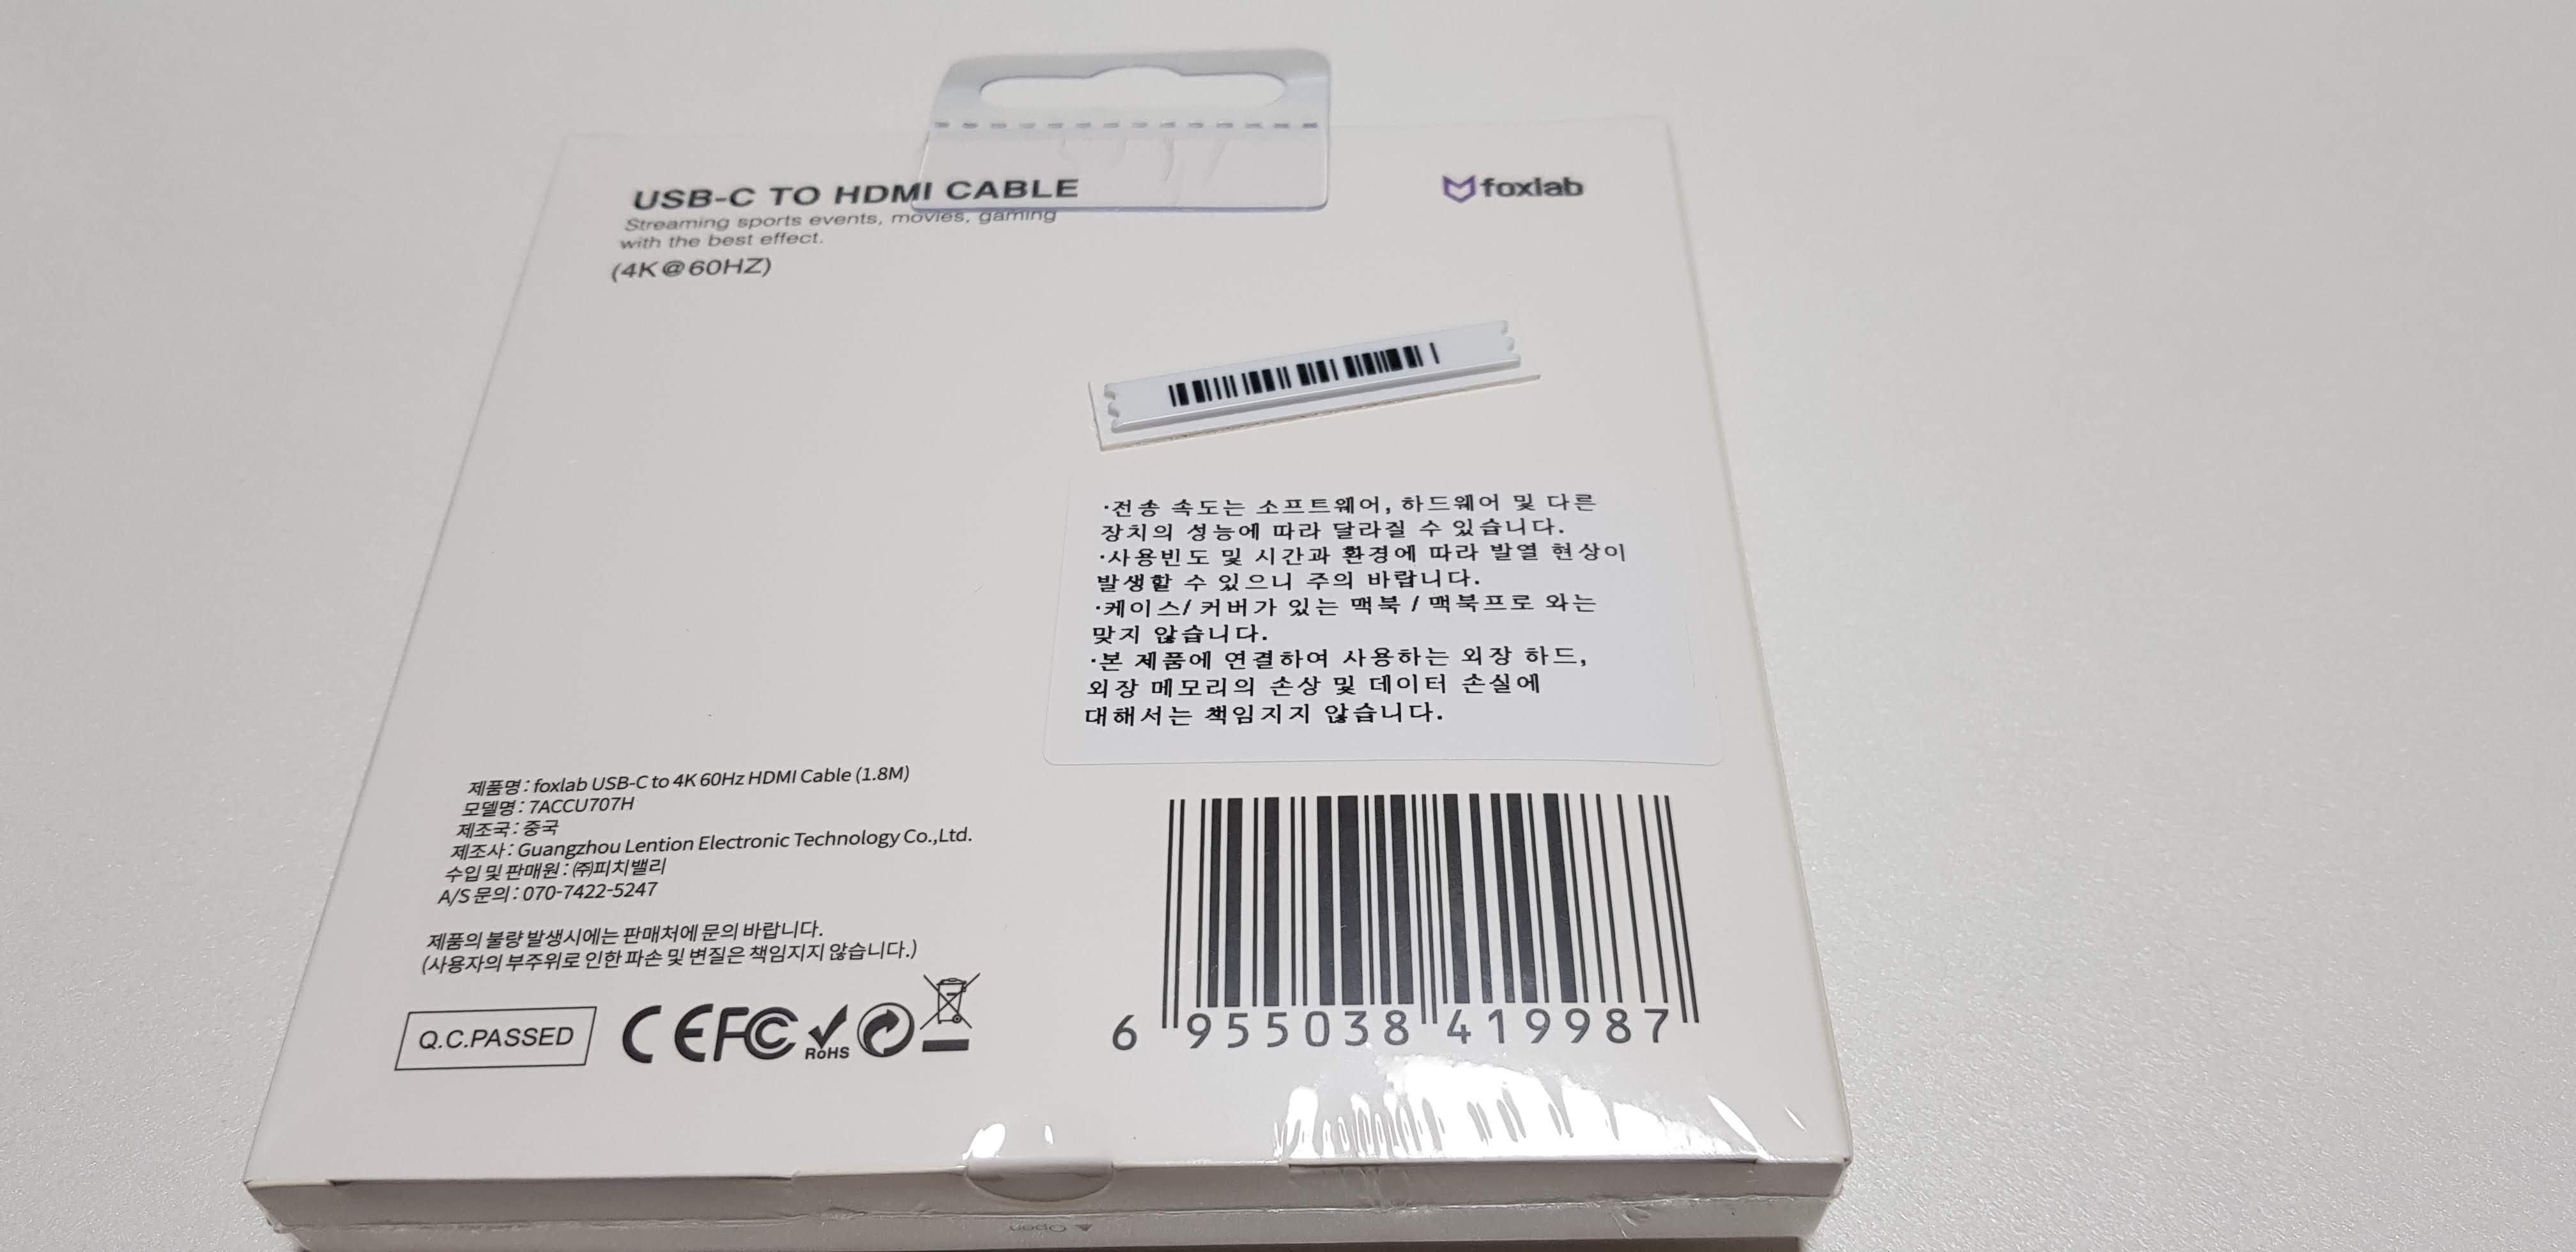 USB-C TO HDMI CABLE
Streaming sports events, movies, gaming
with the best effect.
(4K@60HZ)
foxlab
·전송 속도는 소프트웨어, 하드웨어 및 다른
장치의 성능에 따라 달라질 수 있습니다.
·사용빈도 및 시간과 환경에 따라 발열 현상이
발생할 수 있으니 주의 바랍니다.
·케이스/ 커버가 있는 맥북 / 맥북프로 와는
맞지 않습니다.
·본 제품에 연결하여 사용하는 외장 하드,
외장 메모리의 손상 및 데이터 손실에
대해서는 책임지지 않습니다.
제품명 : foxlab USB-C to 4K 60Hz HDMI Cable (1.8M)
모델명 : 7ACCU707H
제조국 : 중국
제조사 : Guangzhou Lention Electronic Technology Co.,Ltd.
수입 및 판매원 : ㈜피치밸리
A/S 문의 : 070-7422-5247
제품의 불량 발생시에는 판매처에 문의 바랍니다.
(사용자의 부주위로 인한 파손 및 변질은 책임지지 않습니다.)
Q.C.PASSED
CE FC RoHS
6 955038 419987
Open